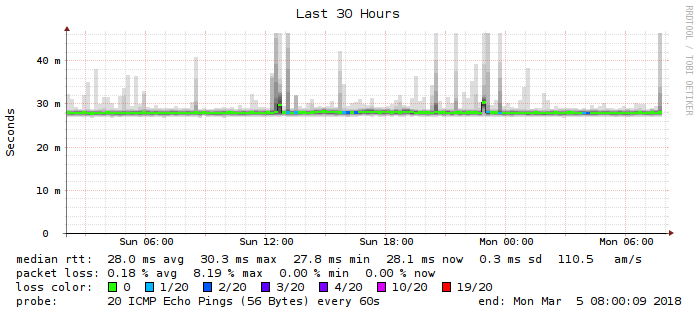 Last 30 Hours
RRDTOOL / TOBI OETIKER
Seconds
40 m
30 m
20 m
10 m
0
Sun 06:00 Sun 12:00 Sun 18:00 Mon 00:00 Mon 06:00
median rtt: 28.0 ms avg 30.3 ms max 27.8 ms min 28.1 ms now 0.3 ms sd 110.5 am/s
packet loss: 0.18 % avg 8.19 % max 0.00 % min 0.00 % now
loss color: 0 1/20 2/20 3/20 4/20 10/20 19/20
probe: 20 ICMP Echo Pings (56 Bytes) every 60s end: Mon Mar 5 08:00:09 2018